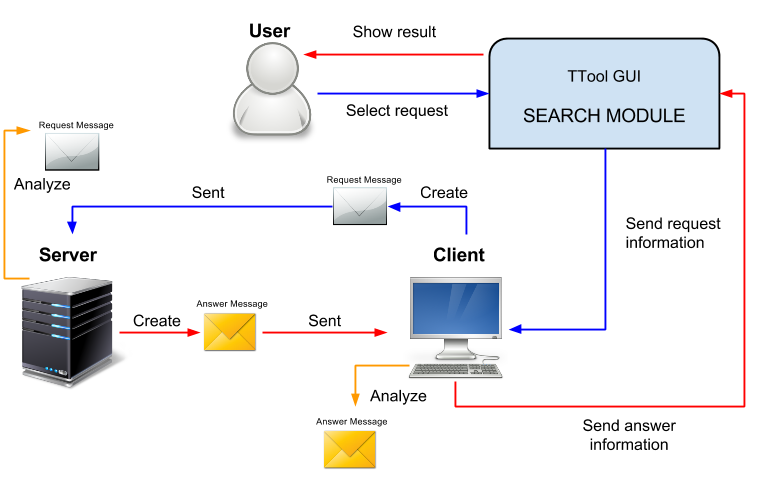 User
Show result
TTool GUI
SEARCH MODULE
Select request
Request Message
Analyze
Request Message
Sent
Create
Send request
information
Server
Client
Answer Message
Create
Sent
Analyze
Answer Message
Send answer
information